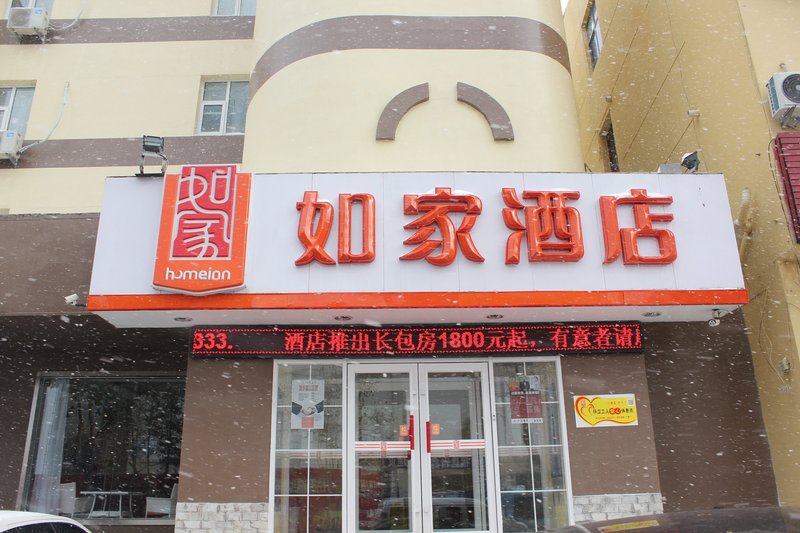 如家
homeinn
如家酒店
333. 酒店推出长包房1800元起，有意者请